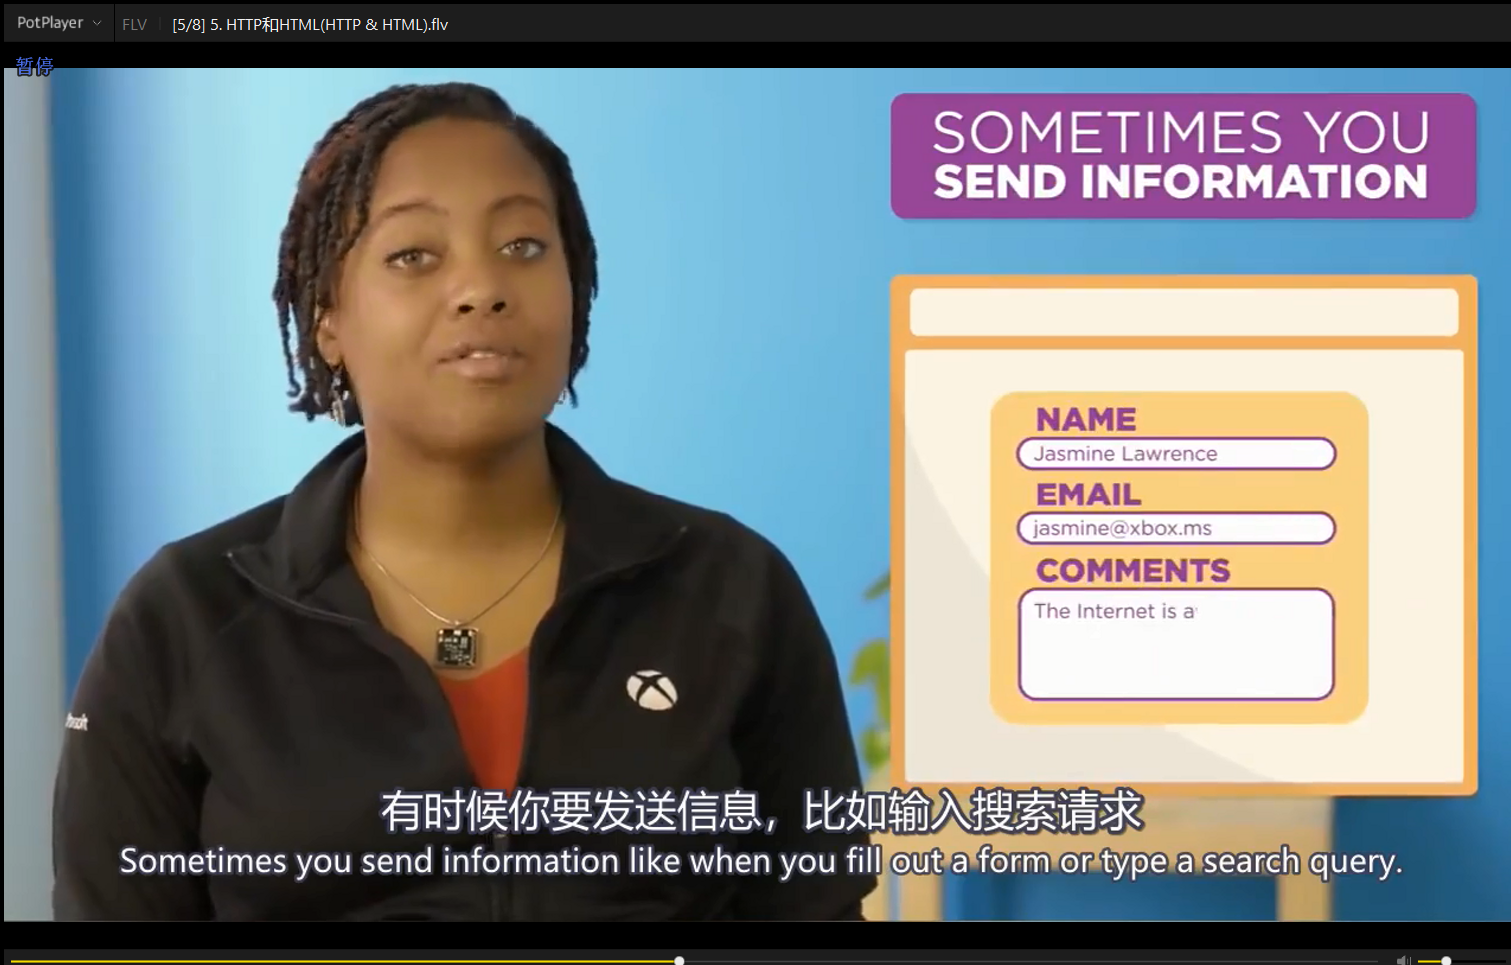 PotPlayer FLV [5/8] 5. HTTP和HTML(HTTP & HTML).flv
暂停
SOMETIMES YOU
SEND INFORMATION
NAME
Jasmine Lawrence
EMAIL
jasmine@xbox.ms
COMMENTS
The Internet is a
有时候你要发送信息，比如输入搜索请求
Sometimes you send information like when you fill out a form or type a search query.